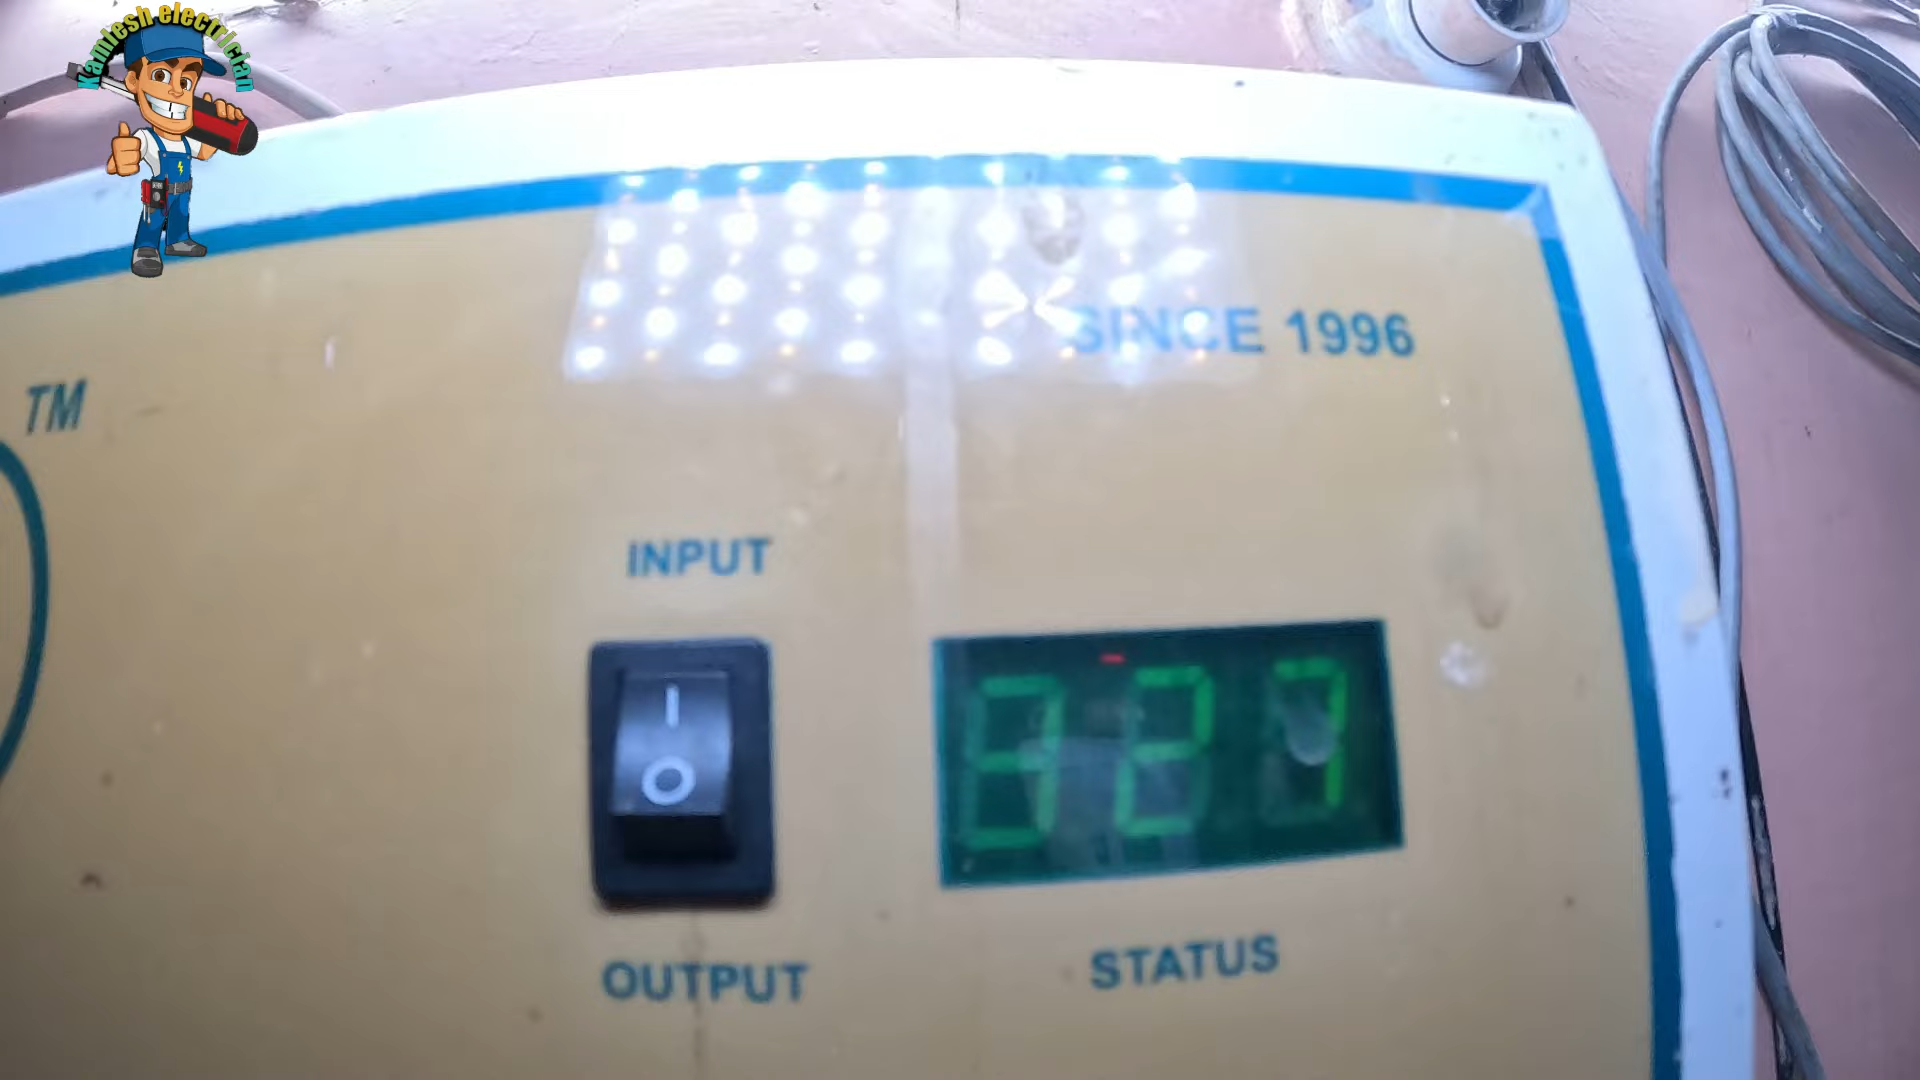 Kamlesh electrician
TM
SINCE 1996
INPUT
OUTPUT
STATUS